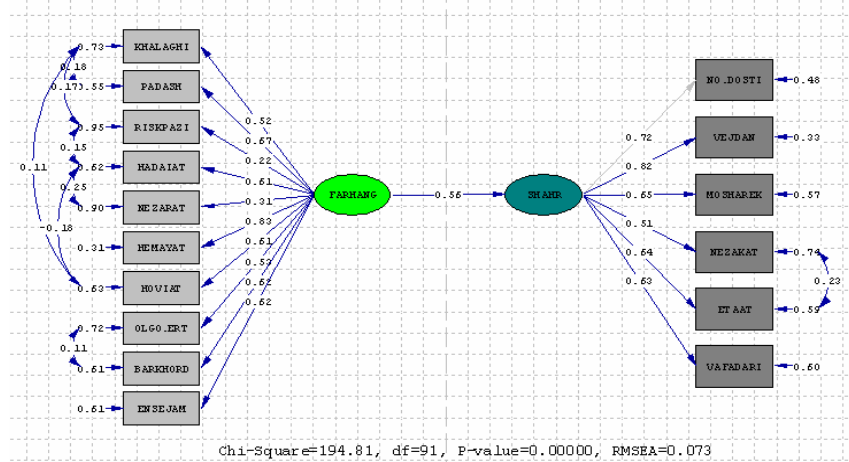 0.73 KHALAGHI
0.18
0.17 0.55 PADASH
0.95 RISKPAZI
0.15
0.62 HADAIAT
0.11
0.25
0.90 NEZARAT
-0.18
0.31 HEMAYAT
0.63 HOVIAT
0.72 OLGO.ERT
0.11
0.61 BARKHORD
0.61 ENSEJAM
0.52
0.67
0.22
0.61
0.31
0.83
0.61
0.53
0.62
0.62
FARHANG 0.56 SHAHR
0.72
0.82
0.65
0.51
0.64
0.63
NO.DOSTI 0.48
VEJDAN 0.33
MOSHAREK 0.57
NEZAKAT 0.74
0.23
ETAAT 0.59
VAFADARI 0.60
Chi-Square=194.81, df=91, P-value=0.00000, RMSEA=0.073